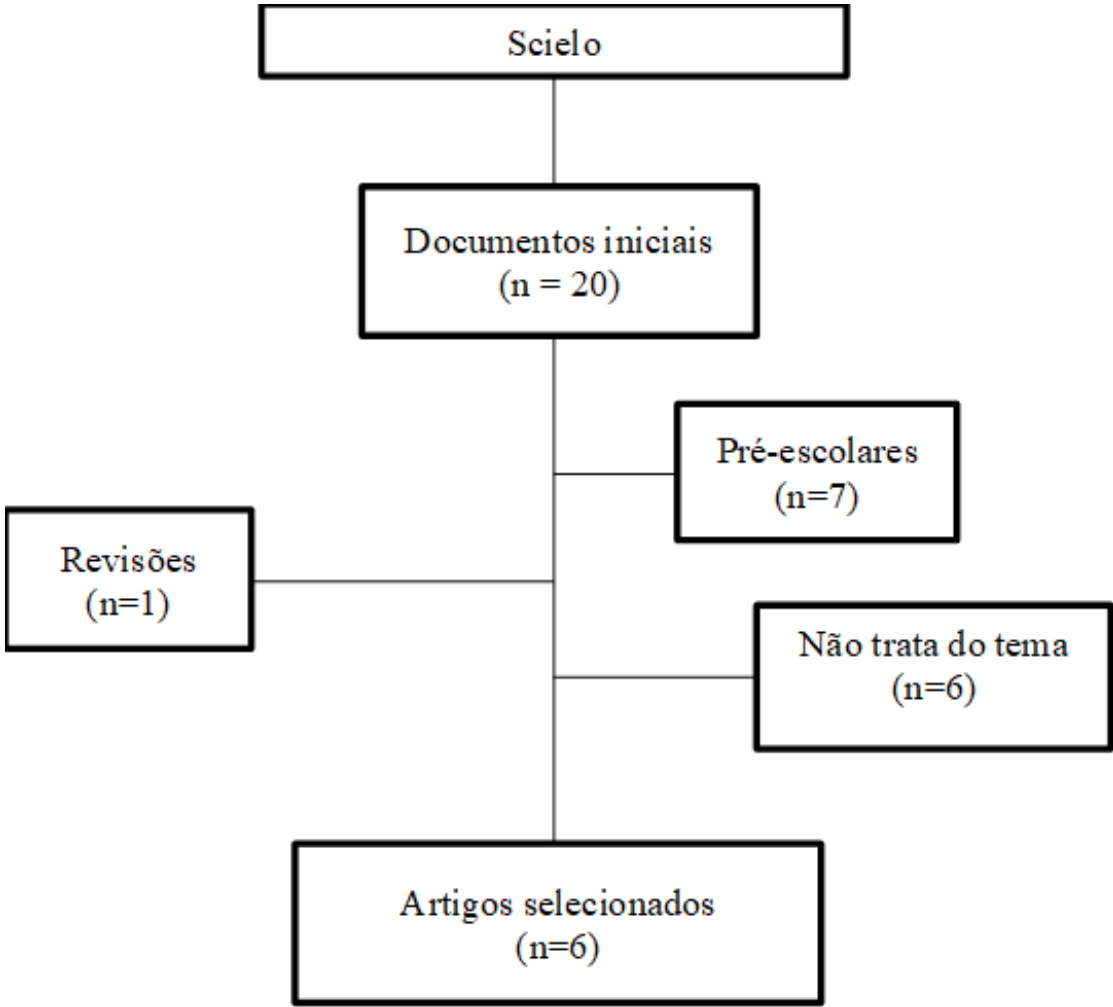 Scielo
Documentos iniciais
(n = 20)
Pré-escolares
(n=7)
Revisões
(n=1)
Não trata do tema
(n=6)
Artigos selecionados
(n=6)